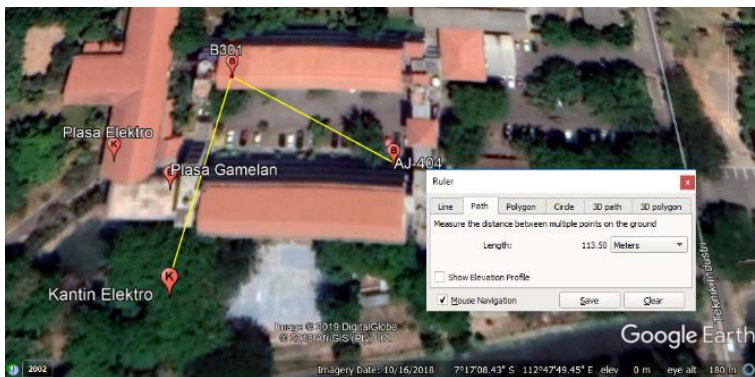 B301
Plasa Elektro
Plasa Gamelan
AJ-404
Kantin Elektro
Ruler
Line Path Polygon Circle 3D path 3D polygon
Measure the distance between multiple points on the ground
Length: 113.50 Meters
Show Elevation Profile
Mouse Navigation Save Clear
Teknik Industri
Image © 2019 DigitalGlobe
Google Earth
2002
Imagery Date: 10/16/2018 7°17'08.43" S 112°47'49.45" E elev 0 m eye alt 180 m